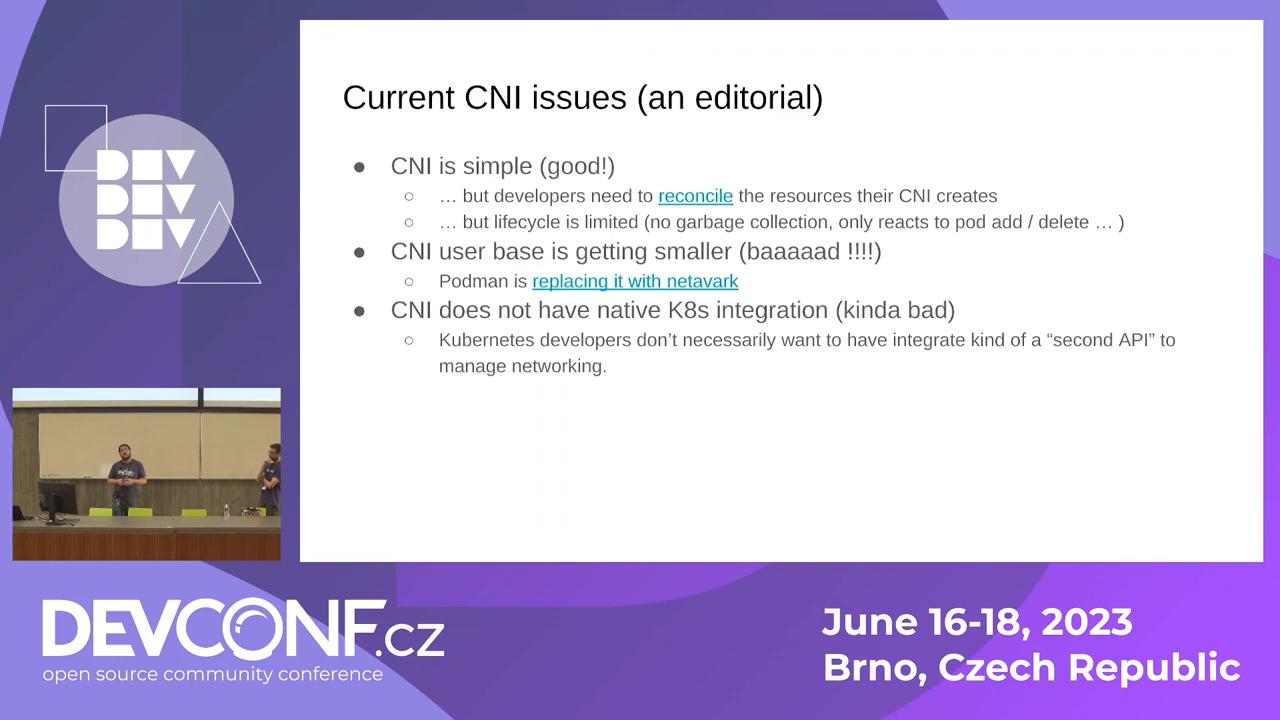 Current CNI issues (an editorial)
● CNI is simple (good!)
○ … but developers need to reconcile the resources their CNI creates
○ … but lifecycle is limited (no garbage collection, only reacts to pod add / delete … )
● CNI user base is getting smaller (baaaaad !!!!)
○ Podman is replacing it with netavark
● CNI does not have native K8s integration (kinda bad)
○ Kubernetes developers don’t necessarily want to have integrate kind of a “second API” to
manage networking.
DEV
DEV
DEV
DEVCONF.cz
open source community conference
June 16-18, 2023
Brno, Czech Republic